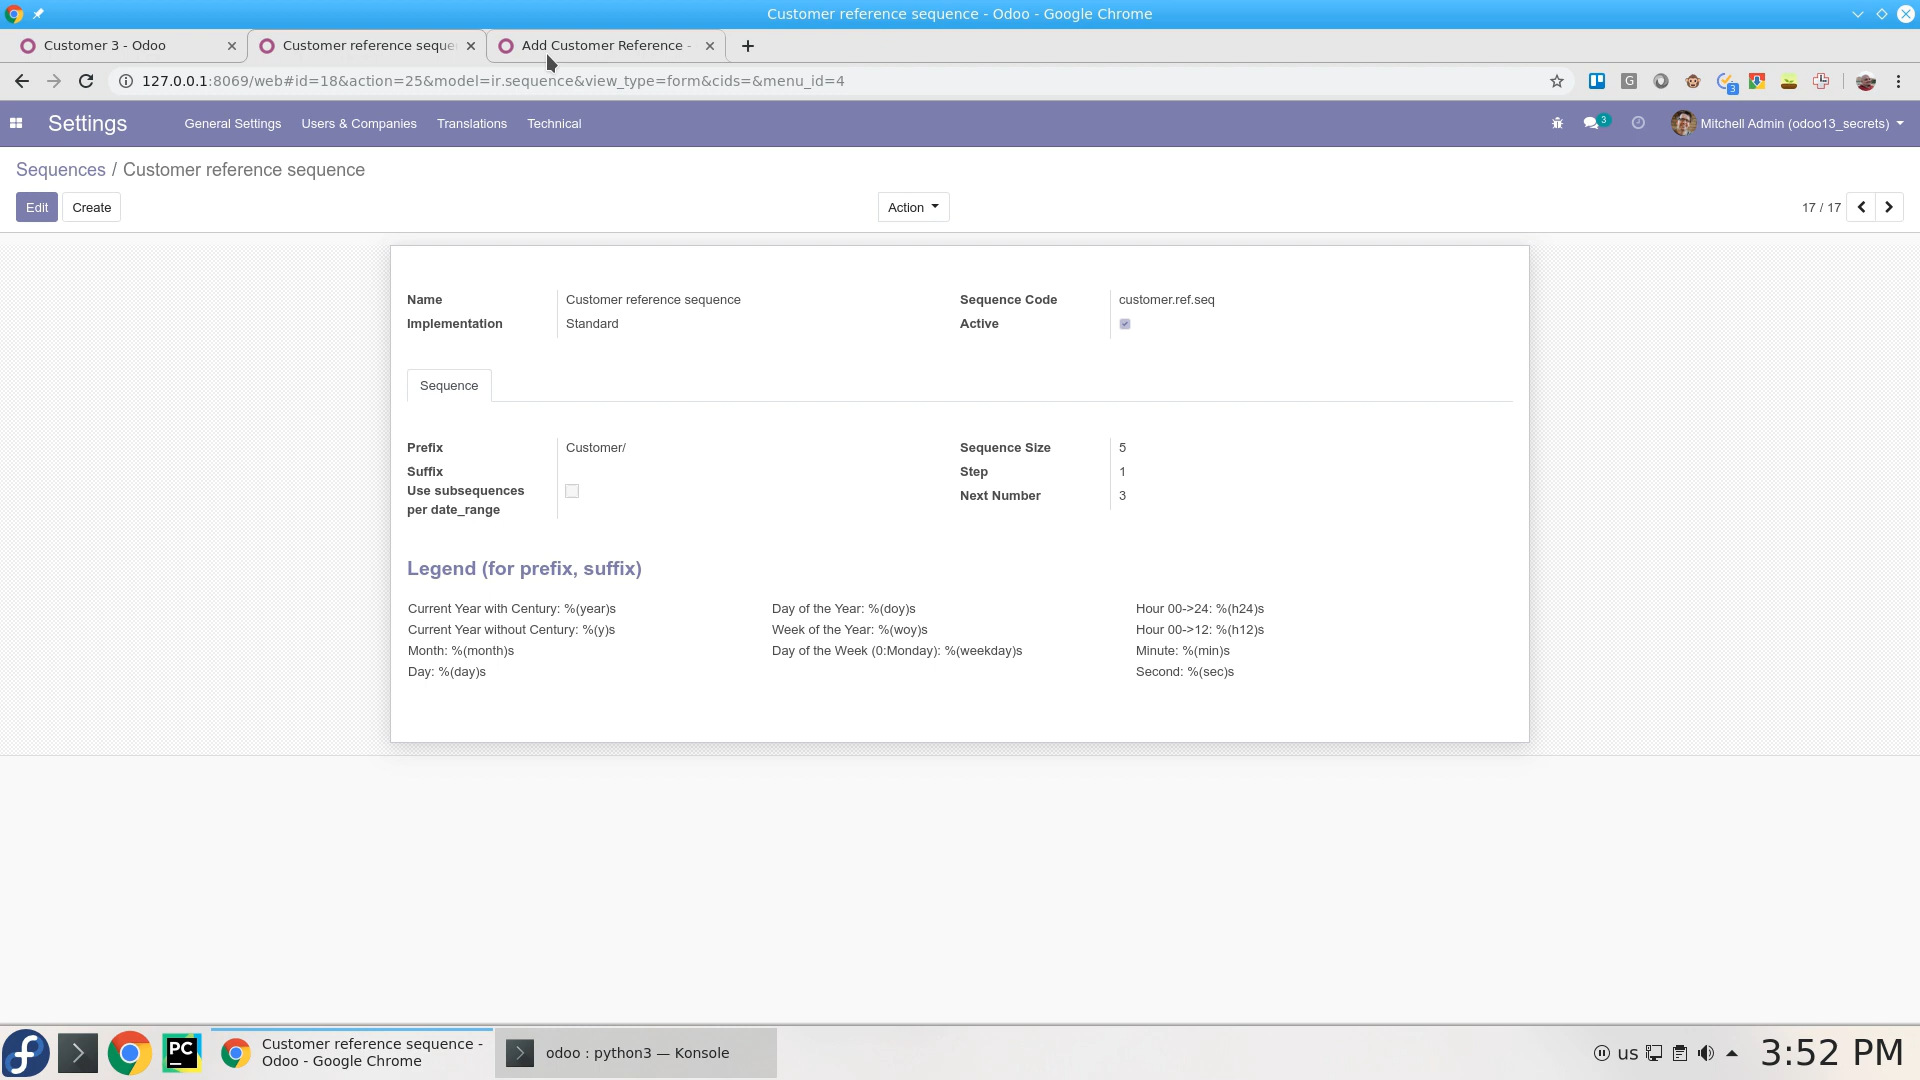 Customer reference sequence - Odoo - Google Chrome
Customer 3 - Odoo
Customer reference seque
Add Customer Reference -
127.0.0.1:8069/web#id=18&action=25&model=ir.sequence&view_type=form&cids=&menu_id=4
G
3
Settings
General Settings
Users & Companies
Translations
Technical
3
Mitchell Admin (odoo13_secrets)
Sequences / Customer reference sequence
Edit
Create
Action
17 / 17
Name
Customer reference sequence
Sequence Code
customer.ref.seq
Implementation
Standard
Active
Sequence
Prefix
Customer/
Sequence Size
5
Suffix
Step
1
Use subsequences
per date_range
Next Number
3
Legend (for prefix, suffix)
Current Year with Century: %(year)s
Day of the Year: %(doy)s
Hour 00->24: %(h24)s
Current Year without Century: %(y)s
Week of the Year: %(woy)s
Hour 00->12: %(h12)s
Month: %(month)s
Day of the Week (0:Monday): %(weekday)s
Minute: %(min)s
Day: %(day)s
Second: %(sec)s
PC
Customer reference sequence -
Odoo - Google Chrome
odoo : python3 — Konsole
us
3:52 PM